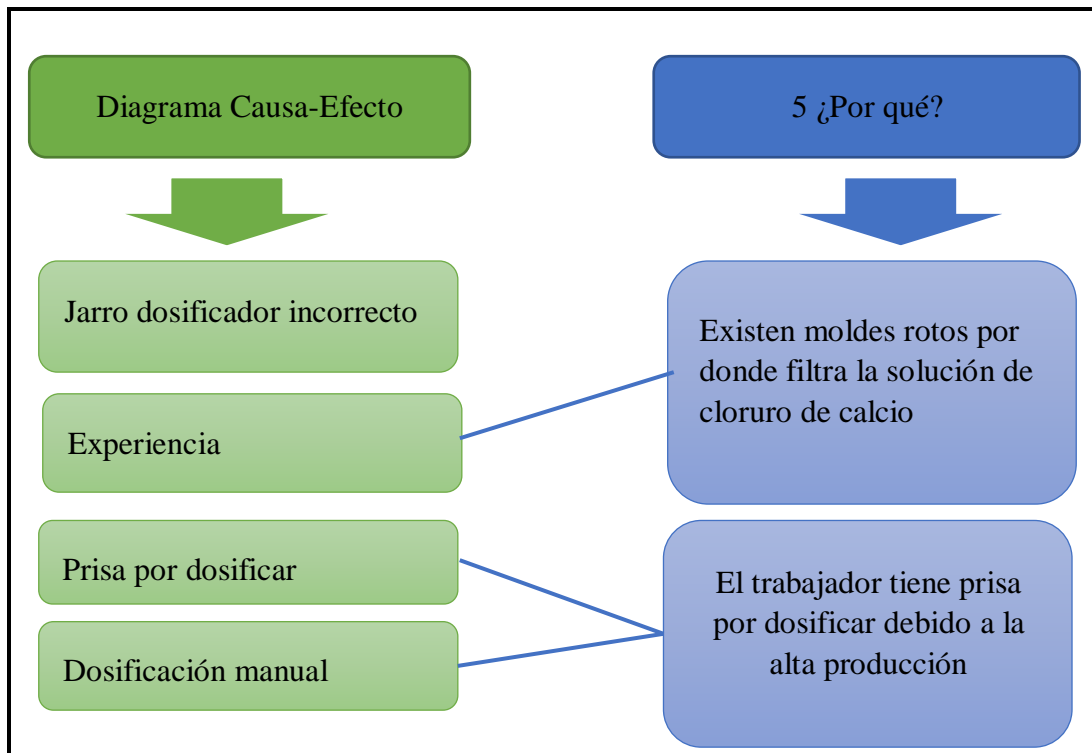 Diagrama Causa-Efecto
5 ¿Por qué?
Jarro dosificador incorrecto
Experiencia
Prisa por dosificar
Dosificación manual
Existen moldes rotos por
donde filtra la solución de
cloruro de calcio
El trabajador tiene prisa
por dosificar debido a la
alta producción